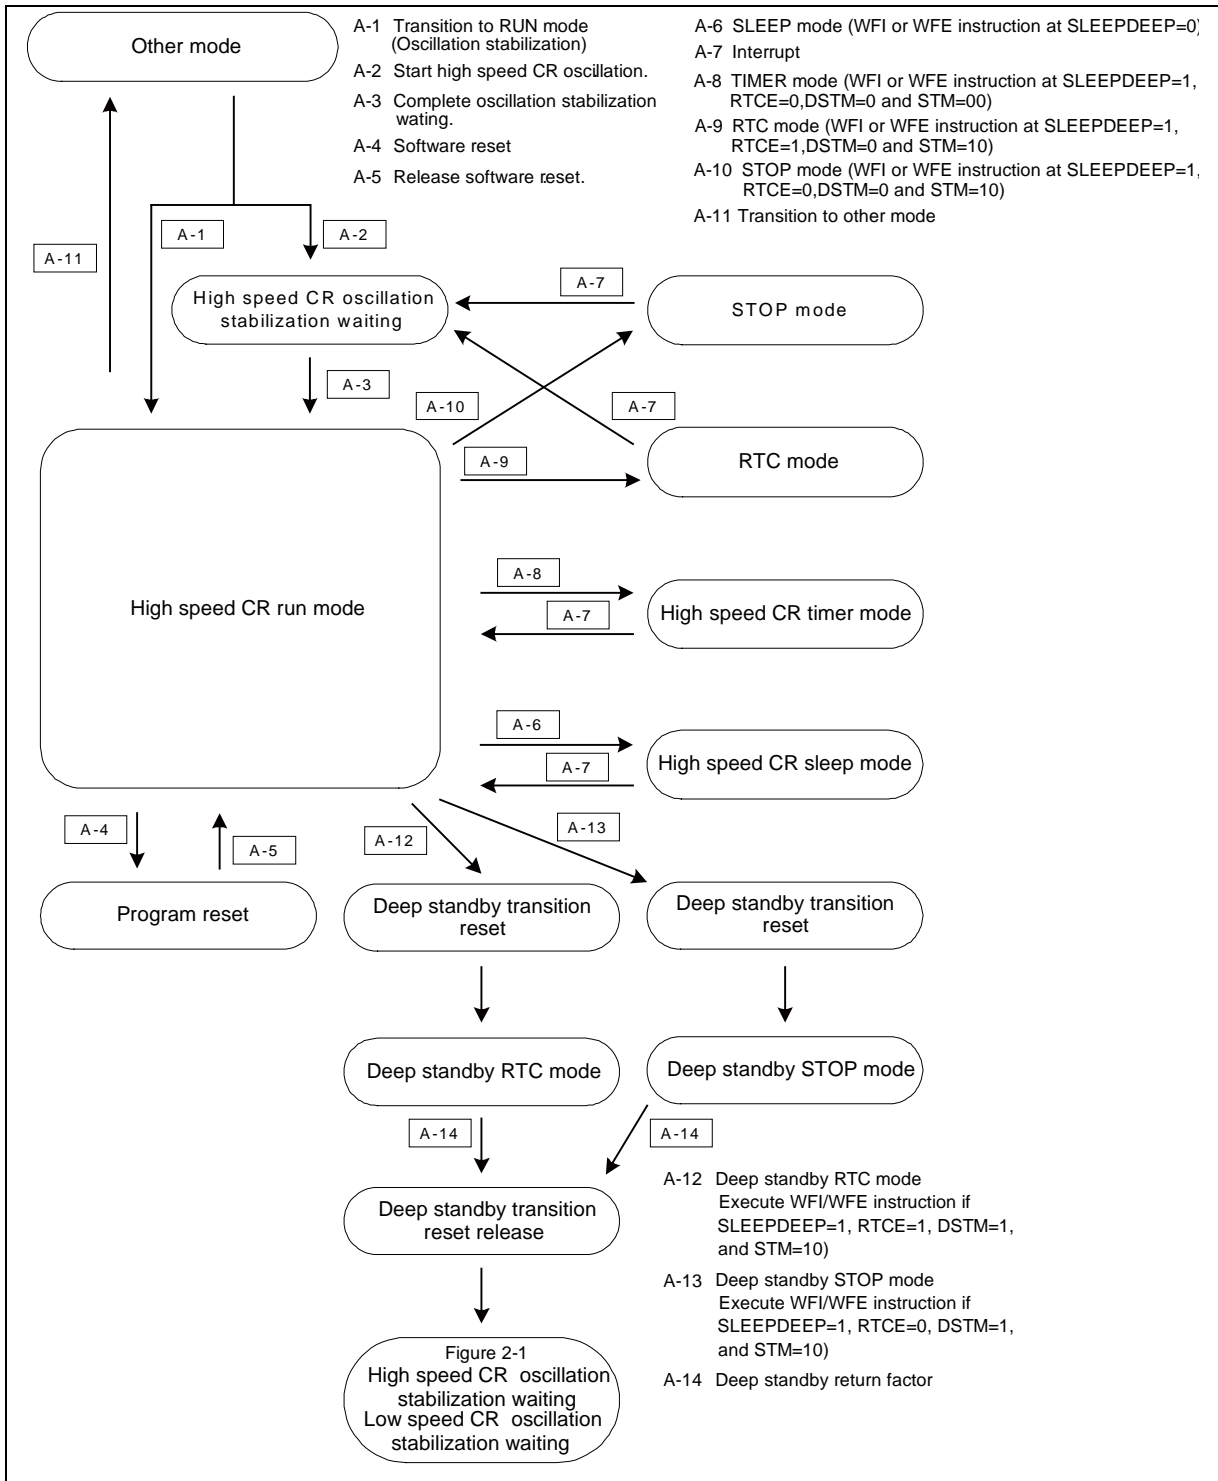 Other mode
A-1 Transition to RUN mode
(Oscillation stabilization)
A-2 Start high speed CR oscillation.
A-3 Complete oscillation stabilization
wating.
A-4 Software reset
A-5 Release software reset.
A-6 SLEEP mode (WFI or WFE instruction at SLEEPDEEP=0)
A-7 Interrupt
A-8 TIMER mode (WFI or WFE instruction at SLEEPDEEP=1,
RTCE=0,DSTM=0 and STM=00)
A-9 RTC mode (WFI or WFE instruction at SLEEPDEEP=1,
RTCE=1,DSTM=0 and STM=10)
A-10 STOP mode (WFI or WFE instruction at SLEEPDEEP=1,
RTCE=0,DSTM=0 and STM=10)
A-11 Transition to other mode
A-11
A-1
A-2
High speed CR oscillation
stabilization waiting
A-7
STOP mode
A-3
A-10
A-7
A-9
RTC mode
High speed CR run mode
A-8
A-7
High speed CR timer mode
A-6
A-7
High speed CR sleep mode
A-4
A-5
A-12
A-13
Program reset
Deep standby transition
reset
Deep standby transition
reset
Deep standby RTC mode
Deep standby STOP mode
A-14
A-14
Deep standby transition
reset release
A-12 Deep standby RTC mode
Execute WFI/WFE instruction if
SLEEPDEEP=1, RTCE=1, DSTM=1,
and STM=10)
A-13 Deep standby STOP mode
Execute WFI/WFE instruction if
SLEEPDEEP=1, RTCE=0, DSTM=1,
and STM=10)
A-14 Deep standby return factor
Figure 2-1
High speed CR oscillation
stabilization waiting
Low speed CR oscillation
stabilization waiting